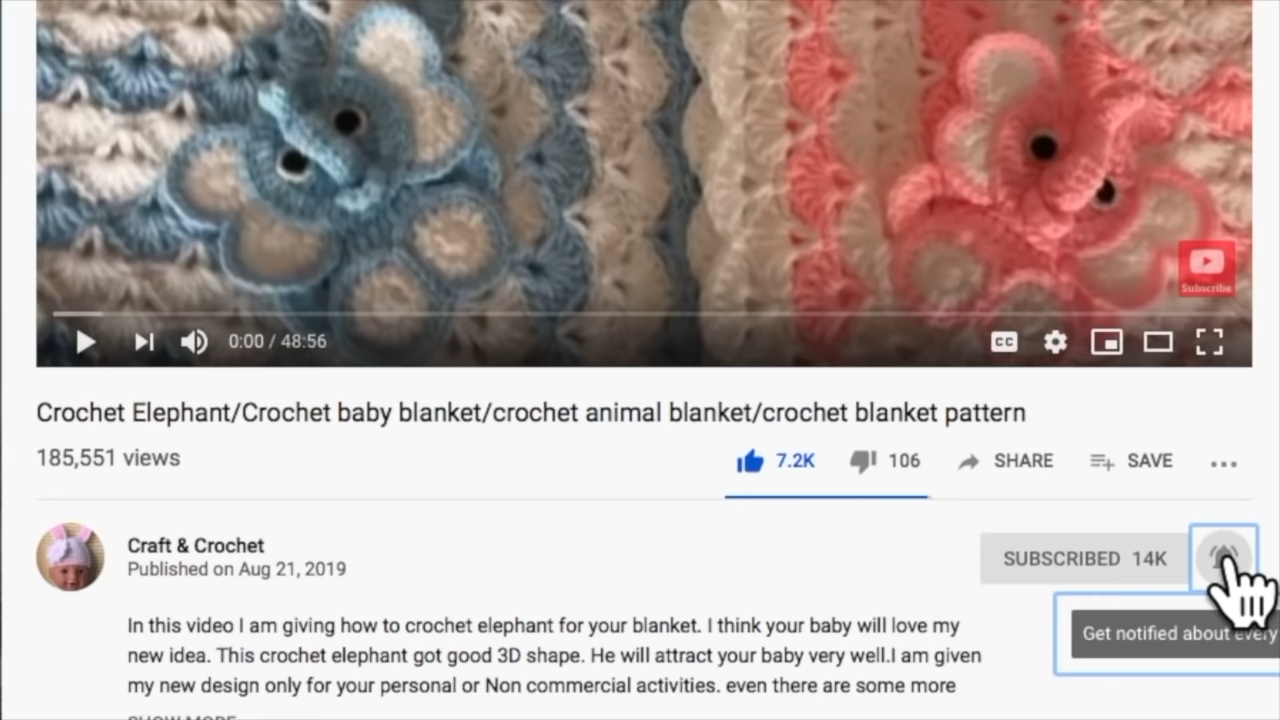 Subscribe
0:00 / 48:56
CC
Crochet Elephant/Crochet baby blanket/crochet animal blanket/crochet blanket pattern
185,551 views
7.2K 106 SHARE SAVE
Craft & Crochet
Published on Aug 21, 2019
SUBSCRIBED 14K
Get notified about every
In this video I am giving how to crochet elephant for your blanket. I think your baby will love my
new idea. This crochet elephant got good 3D shape. He will attract your baby very well.I am given
my new design only for your personal or Non commercial activities. even there are some more
SHOW MORE